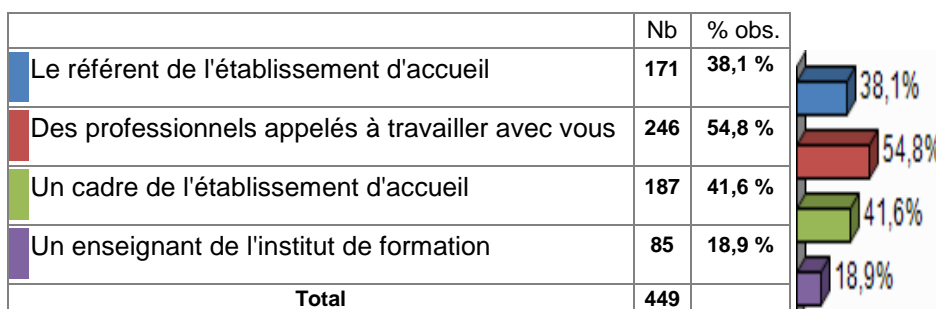 Nb % obs.
Le référent de l'établissement d'accueil 171 38,1 % 38,1%
Des professionnels appelés à travailler avec vous 246 54,8 % 54,8%
Un cadre de l'établissement d'accueil 187 41,6 % 41,6%
Un enseignant de l'institut de formation 85 18,9 % 18,9%
Total 449